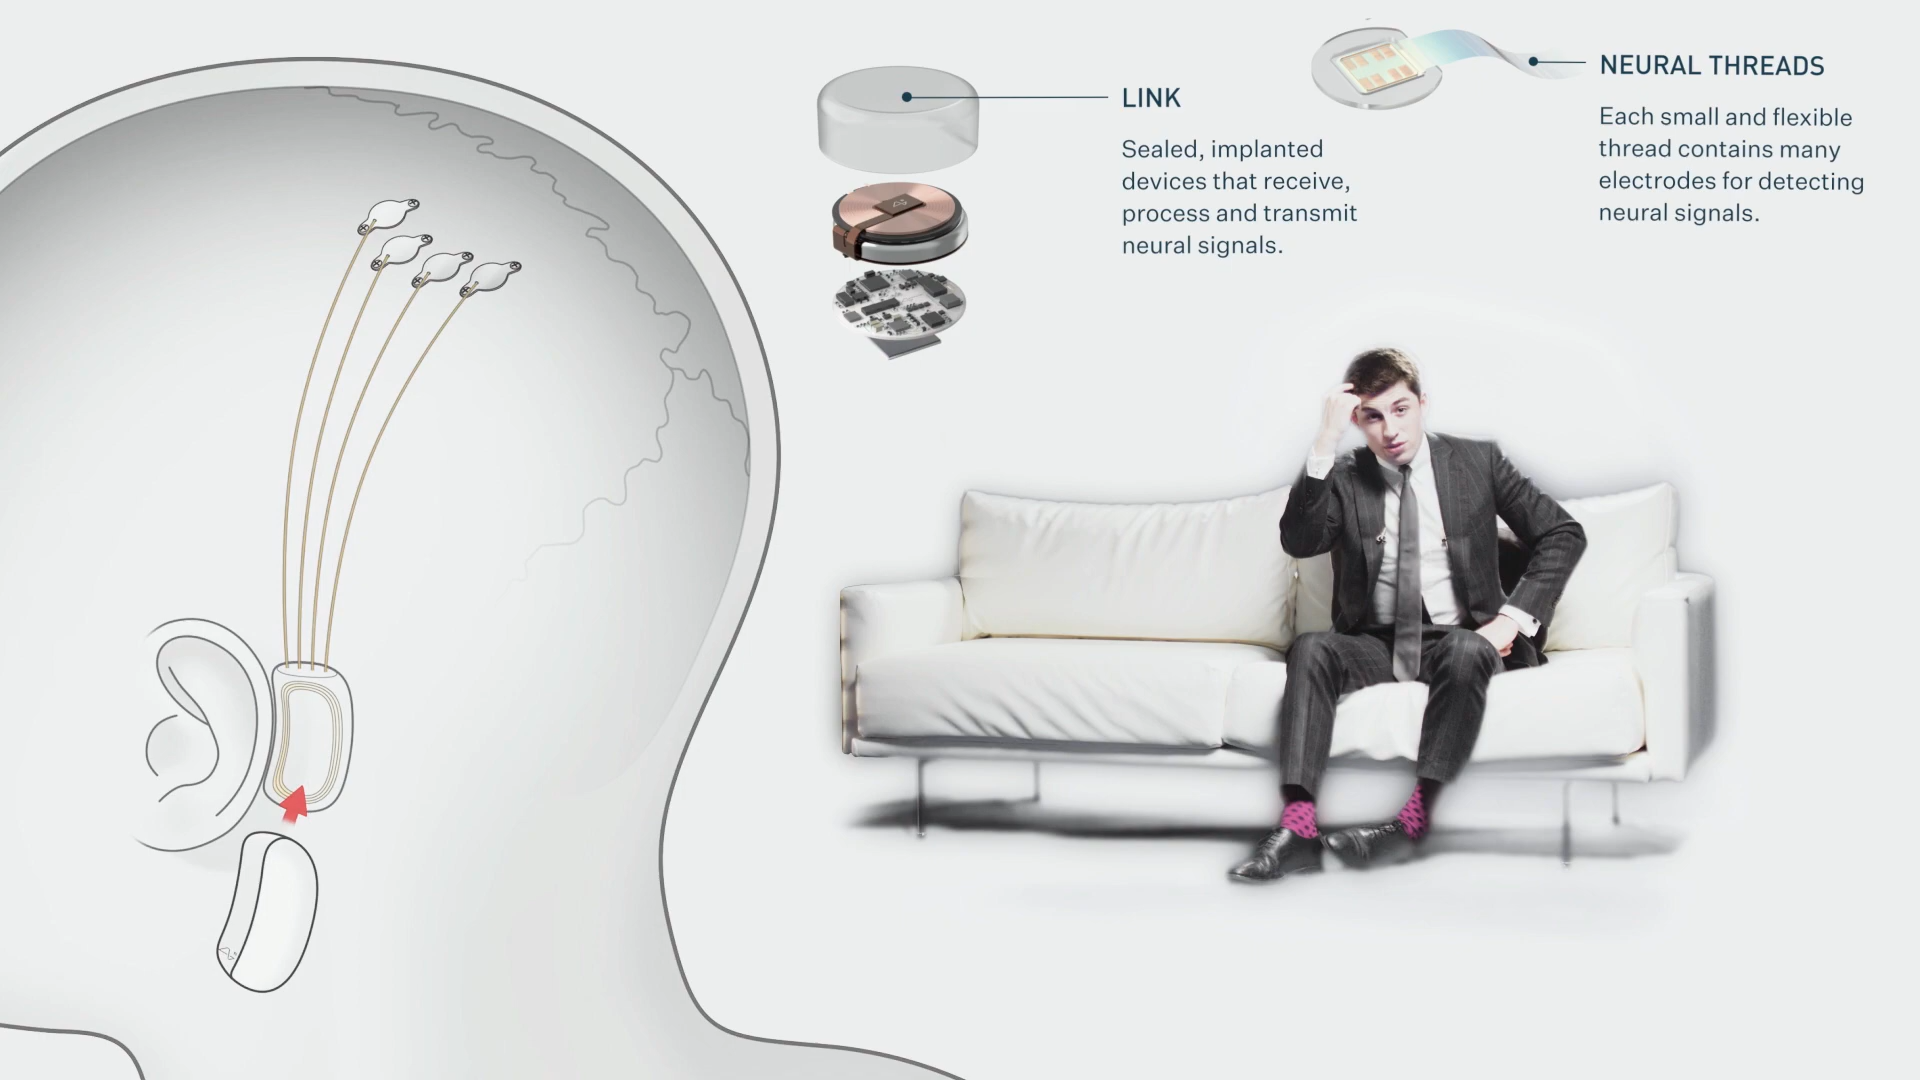 LINK
Sealed, implanted
devices that receive,
process and transmit
neural signals.
NEURAL THREADS
Each small and flexible
thread contains many
electrodes for detecting
neural signals.